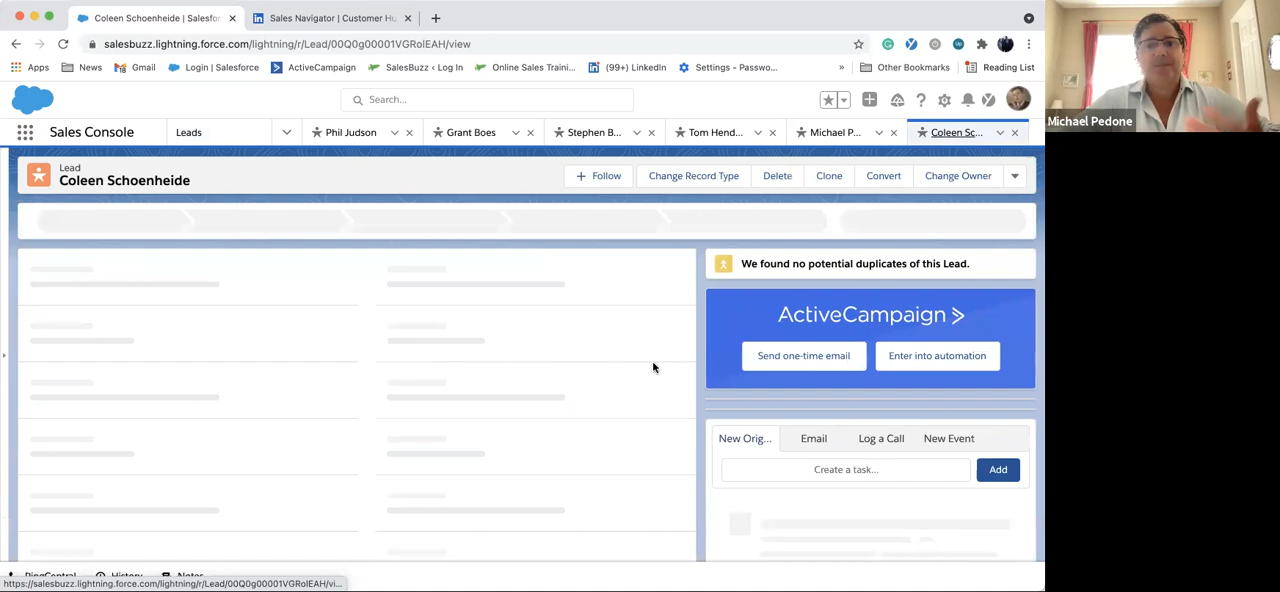 Coleen Schoenheide | Salesfor
Sales Navigator | Customer Hu
salesbuzz.lightning.force.com/lightning/r/Lead/00Q0g00001VGRolEAH/view
Apps
News
Gmail
Login | Salesforce
ActiveCampaign
SalesBuzz ‹ Log In
Online Sales Traini...
(99+) LinkedIn
Settings - Passwo...
»
Other Bookmarks
Reading List
Search...
Sales Console
Leads
Phil Judson
Grant Boes
Stephen B...
Tom Hend...
Michael P...
Coleen Sc...
Michael Pedone
Lead
Coleen Schoenheide
+ Follow
Change Record Type
Delete
Clone
Convert
Change Owner
We found no potential duplicates of this Lead.
ActiveCampaign >
Send one-time email
Enter into automation
New Orig...
Email
Log a Call
New Event
Create a task...
Add
RingCentral
History
Notes
https://salesbuzz.lightning.force.com/lightning/r/Lead/00Q0g00001VGRolEAH/vi...